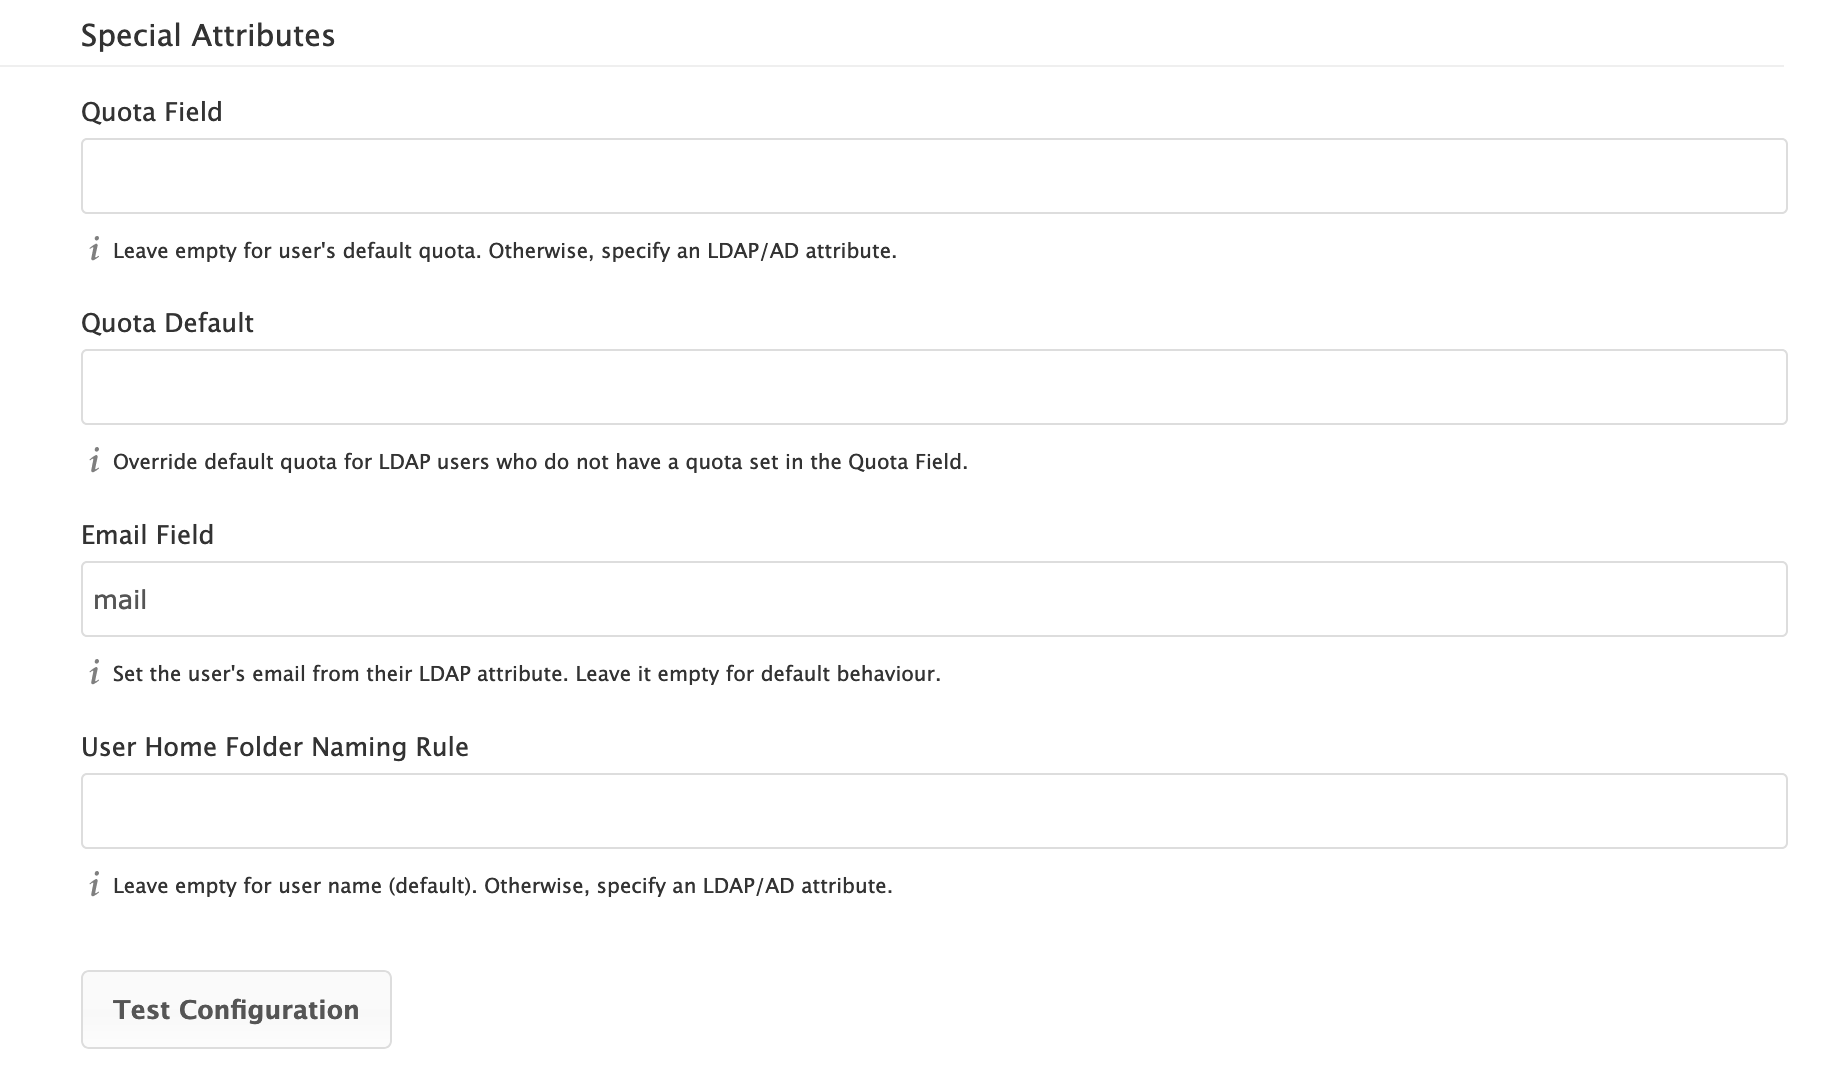 Special Attributes
Quota Field
Leave empty for user's default quota. Otherwise, specify an LDAP/AD attribute.
Quota Default
Override default quota for LDAP users who do not have a quota set in the Quota Field.
Email Field
mail
Set the user's email from their LDAP attribute. Leave it empty for default behaviour.
User Home Folder Naming Rule
Leave empty for user name (default). Otherwise, specify an LDAP/AD attribute.
Test Configuration